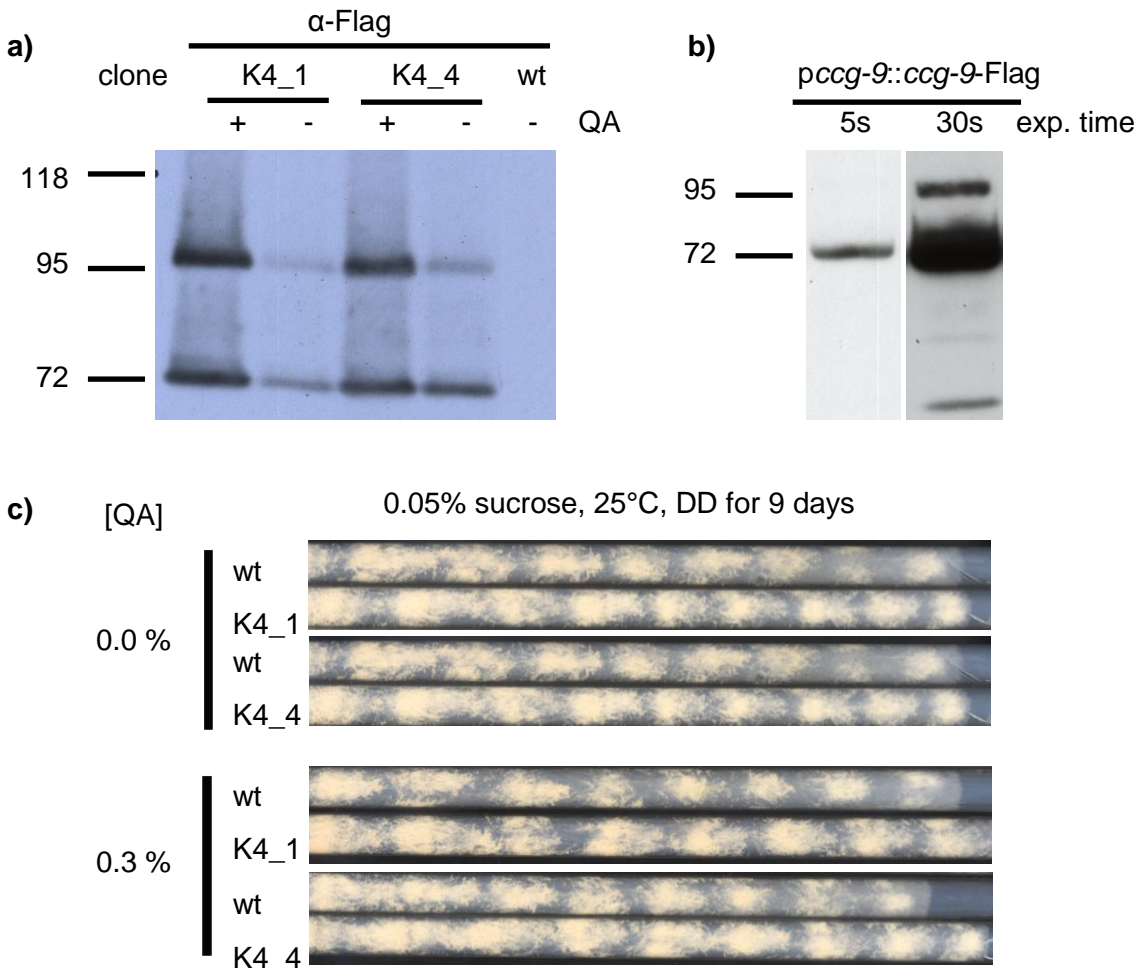 a)
α-Flag
clone K4_1 K4_4 wt
+ - + - - QA
118
95
72
b)
pccg-9::ccg-9-Flag
5s 30s exp. time
95
72
c)
[QA] 0.05% sucrose, 25°C, DD for 9 days
0.0 %
wt
K4_1
wt
K4_4
0.3 %
wt
K4_1
wt
K4_4